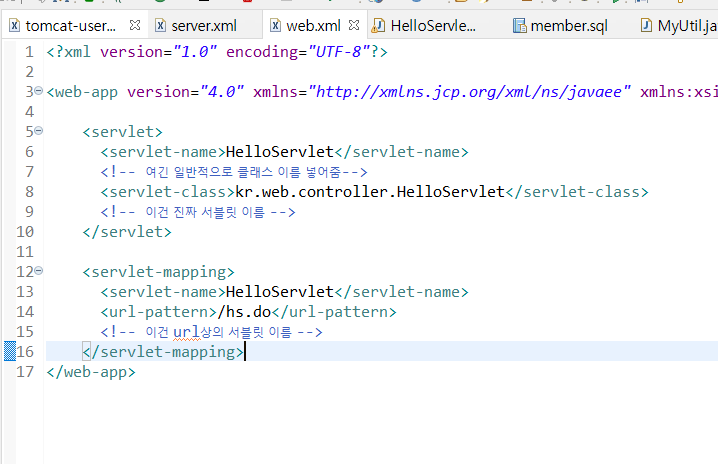 tomcat-user...
server.xml
web.xml
HelloServle...
member.sql
MyUtil.ja
1 <?xml version="1.0" encoding="UTF-8"?>
2
3 <web-app version="4.0" xmlns="http://xmlns.jcp.org/xml/ns/javaee" xmlns:xsi
4
5 <servlet>
6 <servlet-name>HelloServlet</servlet-name>
7 <!-- 여긴 일반적으로 클래스 이름 넣어줌-->
8 <servlet-class>kr.web.controller.HelloServlet</servlet-class>
9 <!-- 이건 진짜 서블릿 이름 -->
10 </servlet>
11
12 <servlet-mapping>
13 <servlet-name>HelloServlet</servlet-name>
14 <url-pattern>/hs.do</url-pattern>
15 <!-- 이건 url상의 서블릿 이름 -->
16 </servlet-mapping>
17 </web-app>